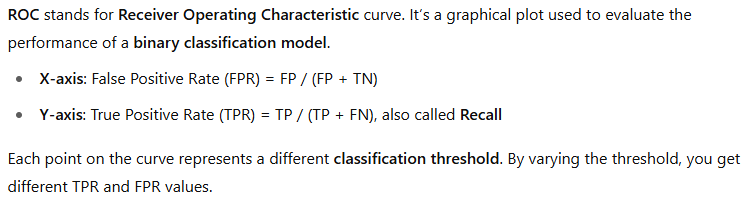 ROC stands for Receiver Operating Characteristic curve. It's a graphical plot used to evaluate the
performance of a binary classification model.
• X-axis: False Positive Rate (FPR) = FP / (FP + TN)
• Y-axis: True Positive Rate (TPR) = TP / (TP + FN), also called Recall
Each point on the curve represents a different classification threshold. By varying the threshold, you get
different TPR and FPR values.